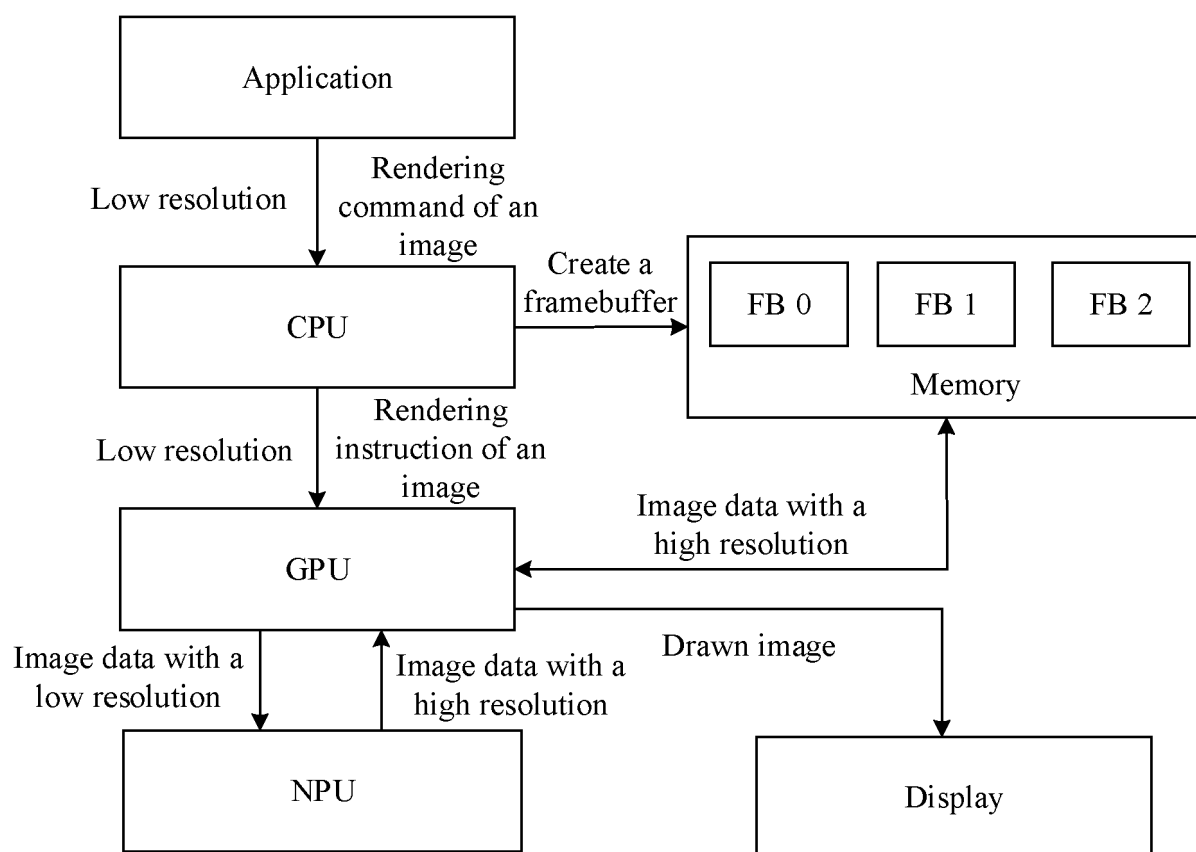 Application
Low resolution
Rendering
command of an
image
CPU
Create a
framebuffer
FB 0
FB 1
FB 2
Memory
Low resolution
Rendering
instruction of an
image
GPU
Image data with a
high resolution
Drawn image
Image data with a
low resolution
Image data with a
high resolution
NPU
Display